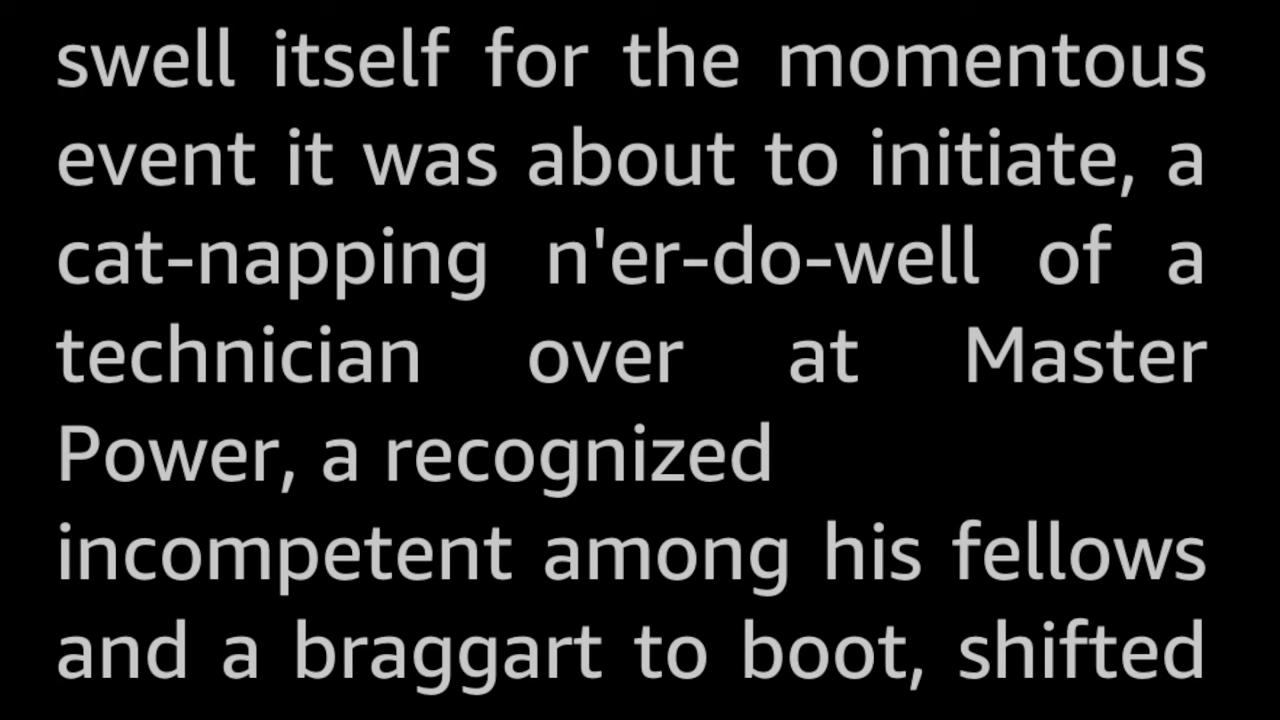 swell itself for the momentous
event it was about to initiate, a
cat-napping n'er-do-well of a
technician over at Master
Power, a recognized
incompetent among his fellows
and a braggart to boot, shifted